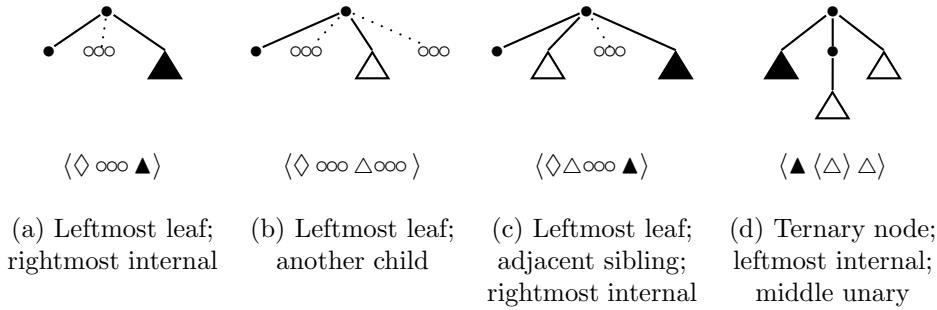 ⟨◊ ○○○ ▲⟩
⟨◊ ○○○ △○○○ ⟩
⟨◊△○○○ ▲⟩
⟨▲ ⟨△⟩ △⟩
(a) Leftmost leaf;
rightmost internal
(b) Leftmost leaf;
another child
(c) Leftmost leaf;
adjacent sibling;
rightmost internal
(d) Ternary node;
leftmost internal;
middle unary